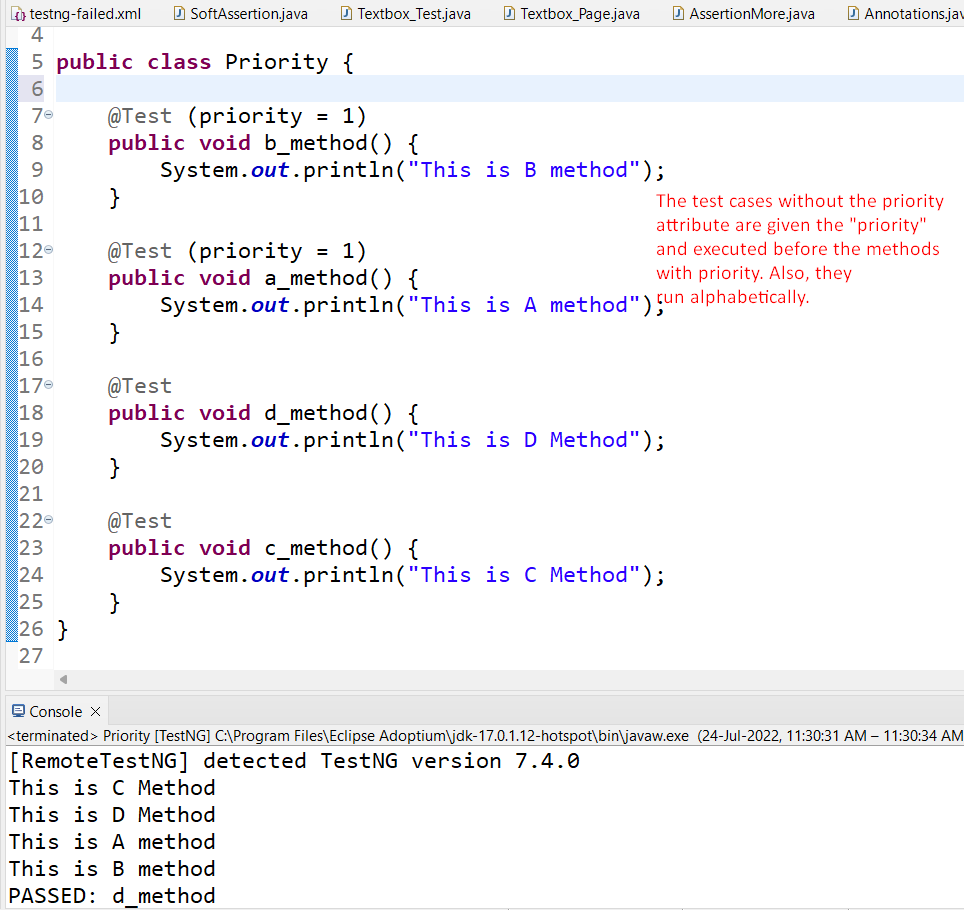 testng-failed.xml SoftAssertion.java Textbox_Test.java Textbox_Page.java AssertionMore.java Annotations.jav
4
5 public class Priority {
6
7 @Test (priority = 1)
8 public void b_method() {
9 System.out.println("This is B method");
10 }
11
12 @Test (priority = 1)
13 public void a_method() {
14 System.out.println("This is A method");
15 }
16
17 @Test
18 public void d_method() {
19 System.out.println("This is D Method");
20 }
21
22 @Test
23 public void c_method() {
24 System.out.println("This is C Method");
25 }
26 }
27
The test cases without the priority
attribute are given the "priority"
and executed before the methods
with priority. Also, they
run alphabetically.
Console
<terminated> Priority [TestNG] C:\Program Files\Eclipse Adoptium\jdk-17.0.1.12-hotspot\bin\javaw.exe (24-Jul-2022, 11:30:31 AM – 11:30:34 AM
[RemoteTestNG] detected TestNG version 7.4.0
This is C Method
This is D Method
This is A method
This is B method
PASSED: d_method